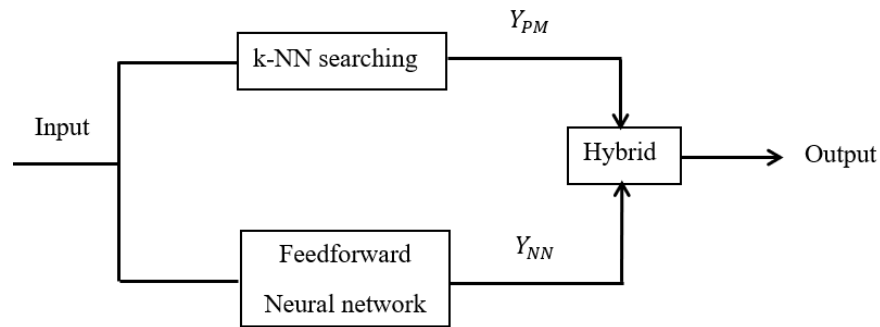 Y_PM
k-NN searching
Input
Hybrid
Output
Feedforward
Neural network
Y_NN